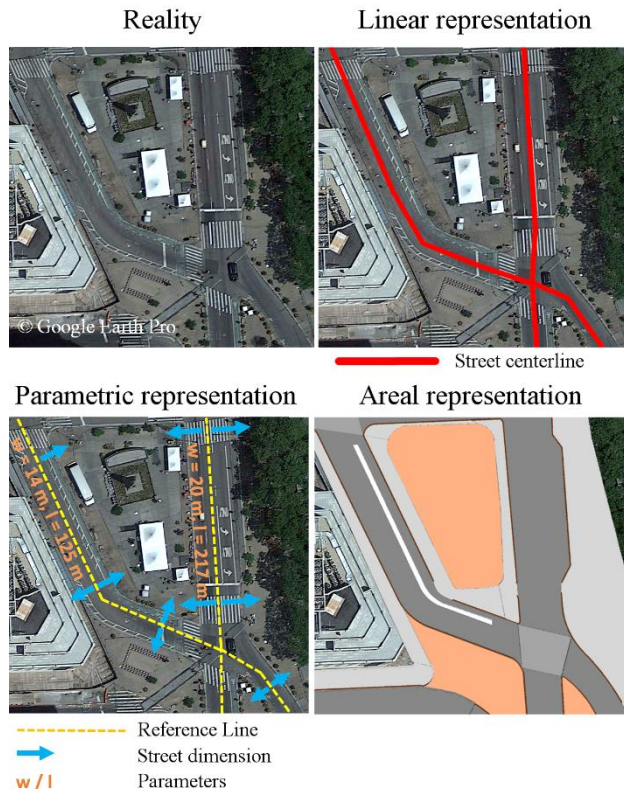 Reality
Linear representation
© Google Earth Pro
Street centerline
Parametric representation
Areal representation
w = 14 m, l = 125 m
w = 20 m, l = 217 m
Reference Line
Street dimension
w / l Parameters